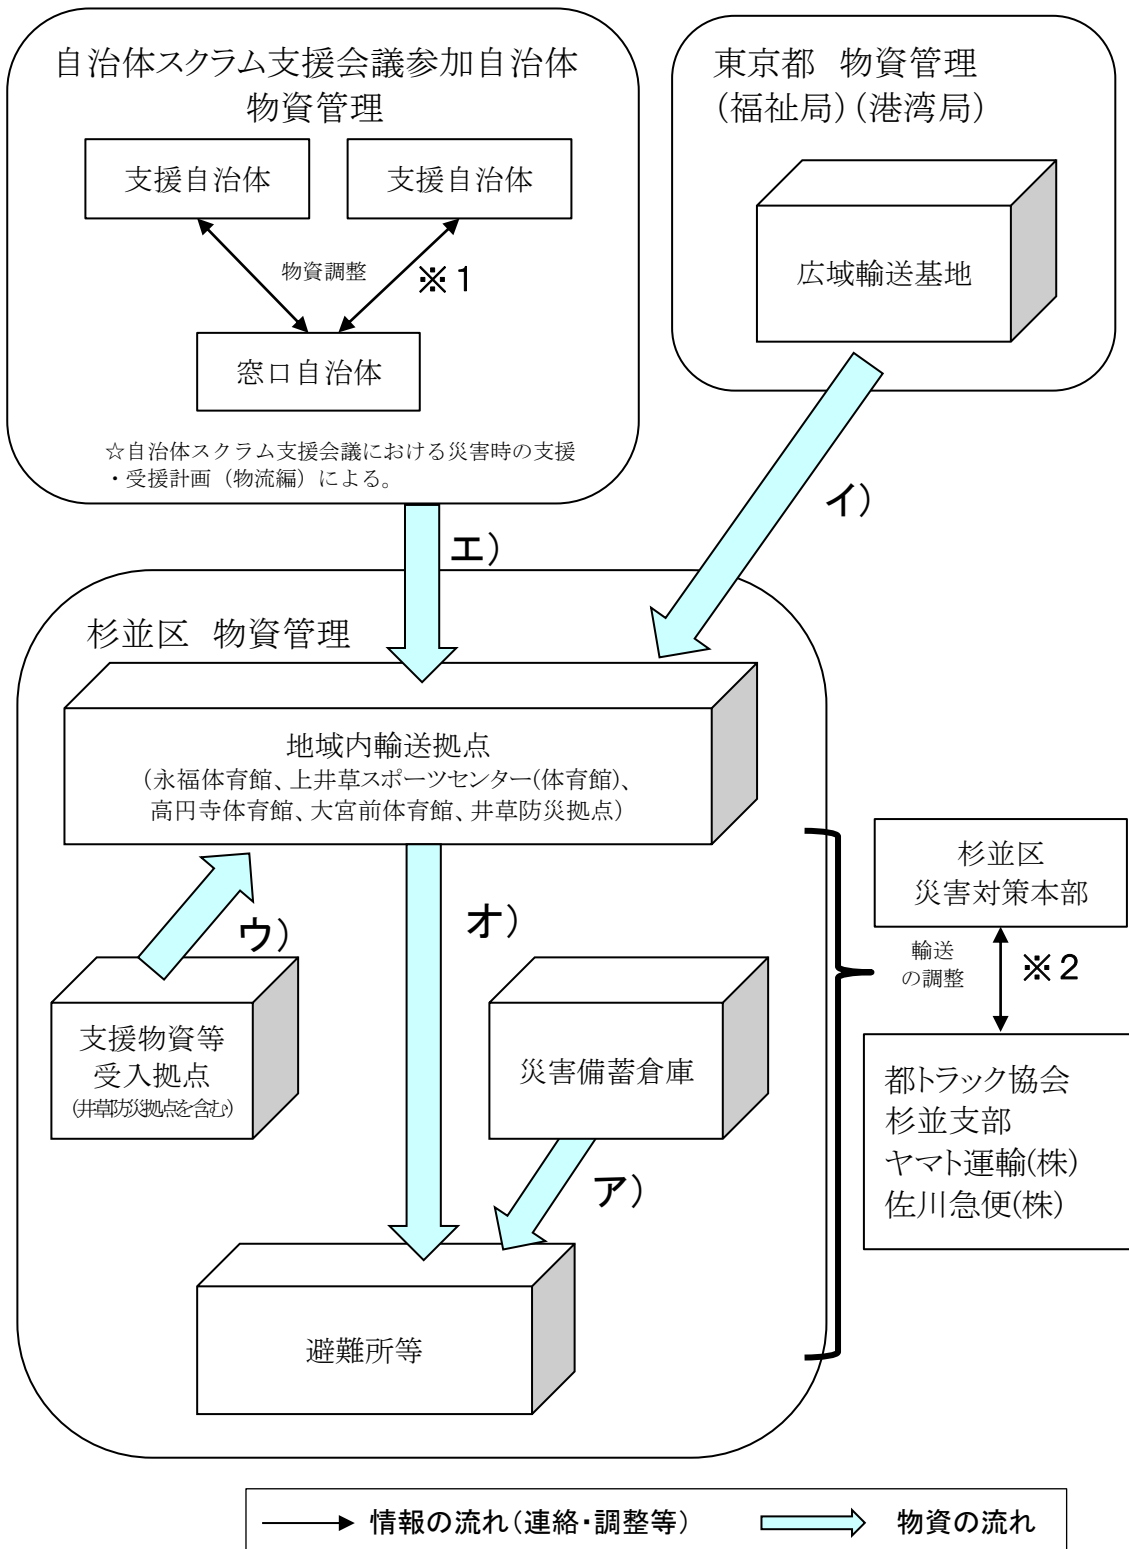 自治体スクラム支援会議参加自治体
物資管理
支援自治体
支援自治体
物資調整
※1
窓口自治体
☆自治体スクラム支援会議における災害時の支援
・受援計画（物流編）による。
東京都　物資管理
(福祉局)(港湾局)
広域輸送基地
イ）
エ）
杉並区　物資管理
地域内輸送拠点
(永福体育館、上井草スポーツセンター(体育館)、
高円寺体育館、大宮前体育館、井草防災拠点)
ウ）
オ）
支援物資等
受入拠点
(井草防災拠点を含む)
災害備蓄倉庫
ア）
避難所等
杉並区
災害対策本部
輸送
の調整
※2
都トラック協会
杉並支部
ヤマト運輸(株)
佐川急便(株)
情報の流れ（連絡・調整等）
物資の流れ